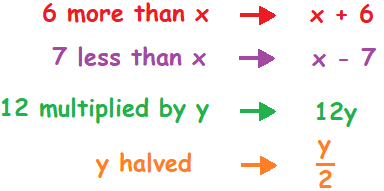 6 more than x → x + 6
7 less than x → x - 7
12 multiplied by y → 12y
y halved → y/2